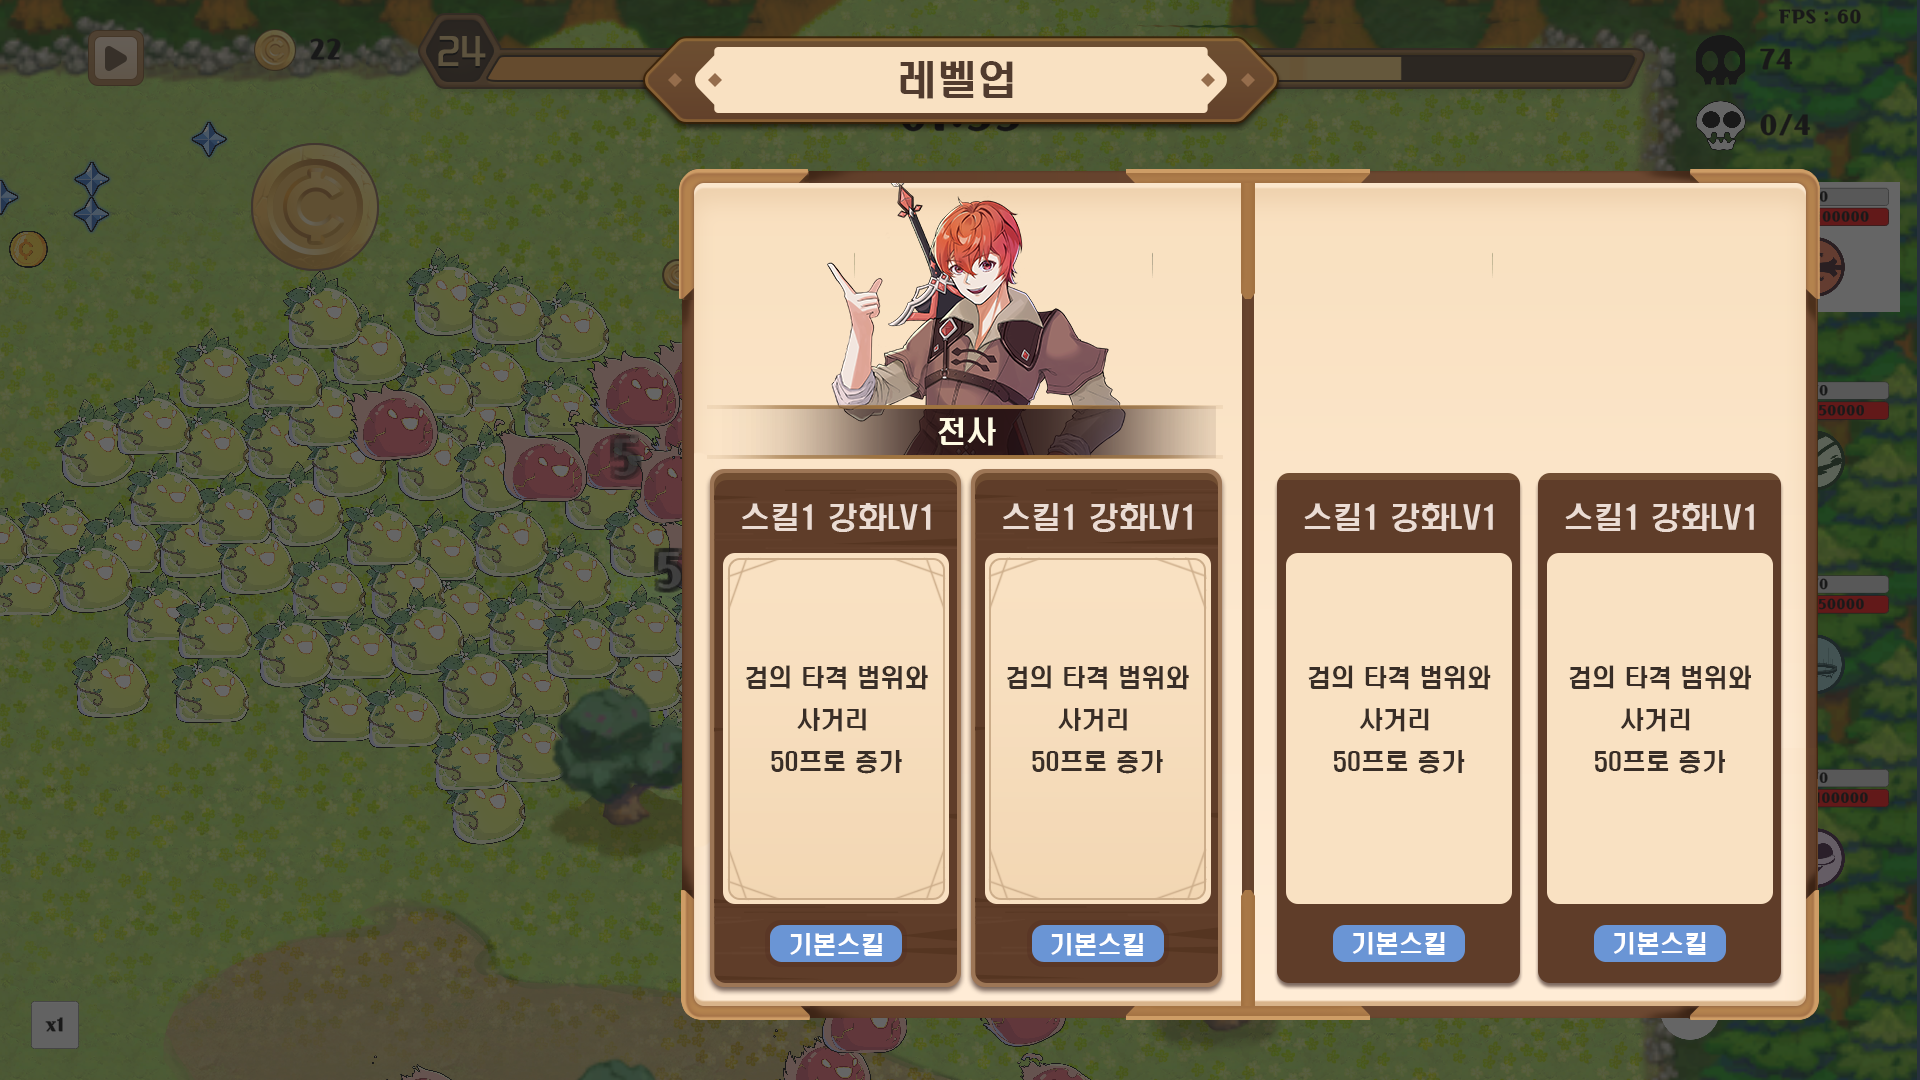 FPS : 60
22
24
레벨업
74
0/4
전사
스킬1 강화LV1
검의 타격 범위와
사거리
50프로 증가
기본스킬
스킬1 강화LV1
검의 타격 범위와
사거리
50프로 증가
기본스킬
스킬1 강화LV1
검의 타격 범위와
사거리
50프로 증가
기본스킬
스킬1 강화LV1
검의 타격 범위와
사거리
50프로 증가
기본스킬
5
5
x1